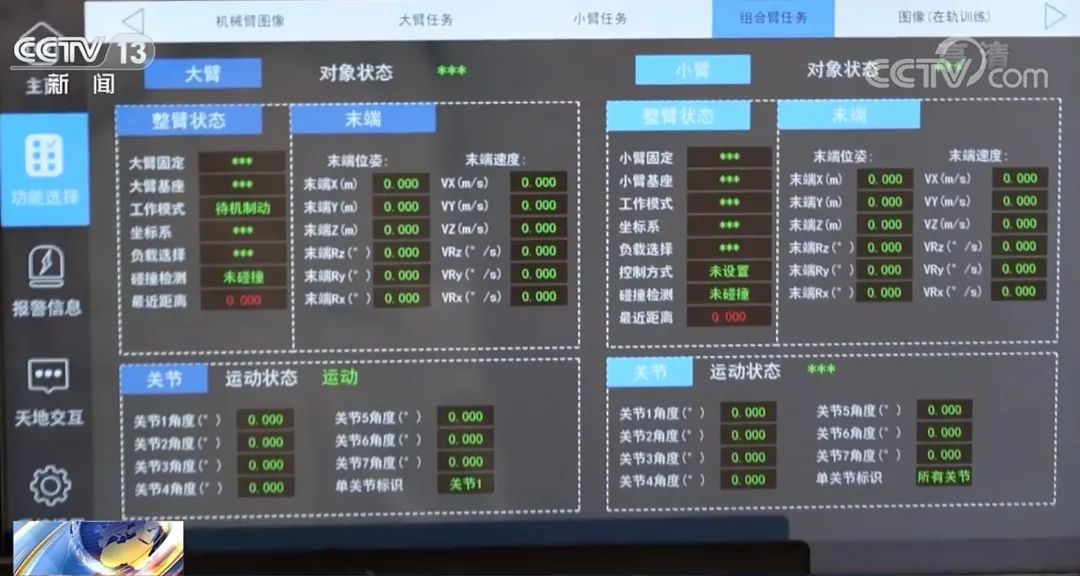 机械臂图像 大臂任务 小臂任务 组合臂任务 图像(在轨训练)
CCTV 13
新闻
高清
CCTV.com
功能选择
报警信息
天地交互
大臂 对象状态 ***
整臂状态 末端
末端位姿: 末端速度:
大臂固定 ***
大臂基座 ***
工作模式 待机制动
坐标系 ***
负载选择 ***
碰撞检测 未碰撞
最近距离 0.000
末端X(m) 0.000 VX(m/s) 0.000
末端Y(m) 0.000 VY(m/s) 0.000
末端Z(m) 0.000 VZ(m/s) 0.000
末端Rz(°) 0.000 VRz(°/s) 0.000
末端Ry(°) 0.000 VRy(°/s) 0.000
末端Rx(°) 0.000 VRx(°/s) 0.000
关节 运动状态 运动
关节1角度(°) 0.000 关节5角度(°) 0.000
关节2角度(°) 0.000 关节6角度(°) 0.000
关节3角度(°) 0.000 关节7角度(°) 0.000
关节4角度(°) 0.000 单关节标识 关节1
小臂 对象状态
整臂状态 末端
末端位姿: 末端速度:
小臂固定 ***
小臂基座 ***
工作模式 ***
坐标系 ***
负载选择 ***
控制方式 未设置
碰撞检测 未碰撞
最近距离 0.000
末端X(m) 0.000 VX(m/s) 0.000
末端Y(m) 0.000 VY(m/s) 0.000
末端Z(m) 0.000 VZ(m/s) 0.000
末端Rz(°) 0.000 VRz(°/s) 0.000
末端Ry(°) 0.000 VRy(°/s) 0.000
末端Rx(°) 0.000 VRx(°/s) 0.000
关节 运动状态 ***
关节1角度(°) 0.000 关节5角度(°) 0.000
关节2角度(°) 0.000 关节6角度(°) 0.000
关节3角度(°) 0.000 关节7角度(°) 0.000
关节4角度(°) 0.000 单关节标识 所有关节